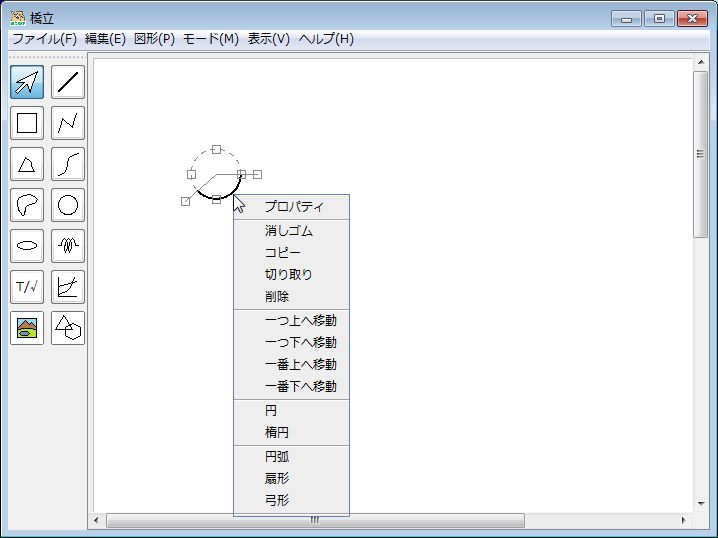 橋立
ファイル(F) 編集(E) 図形(P) モード(M) 表示(V) ヘルプ(H)
T/√
プロパティ
消しゴム
コピー
切り取り
削除
一つ上へ移動
一つ下へ移動
一番上へ移動
一番下へ移動
円
楕円
円弧
扇形
弓形